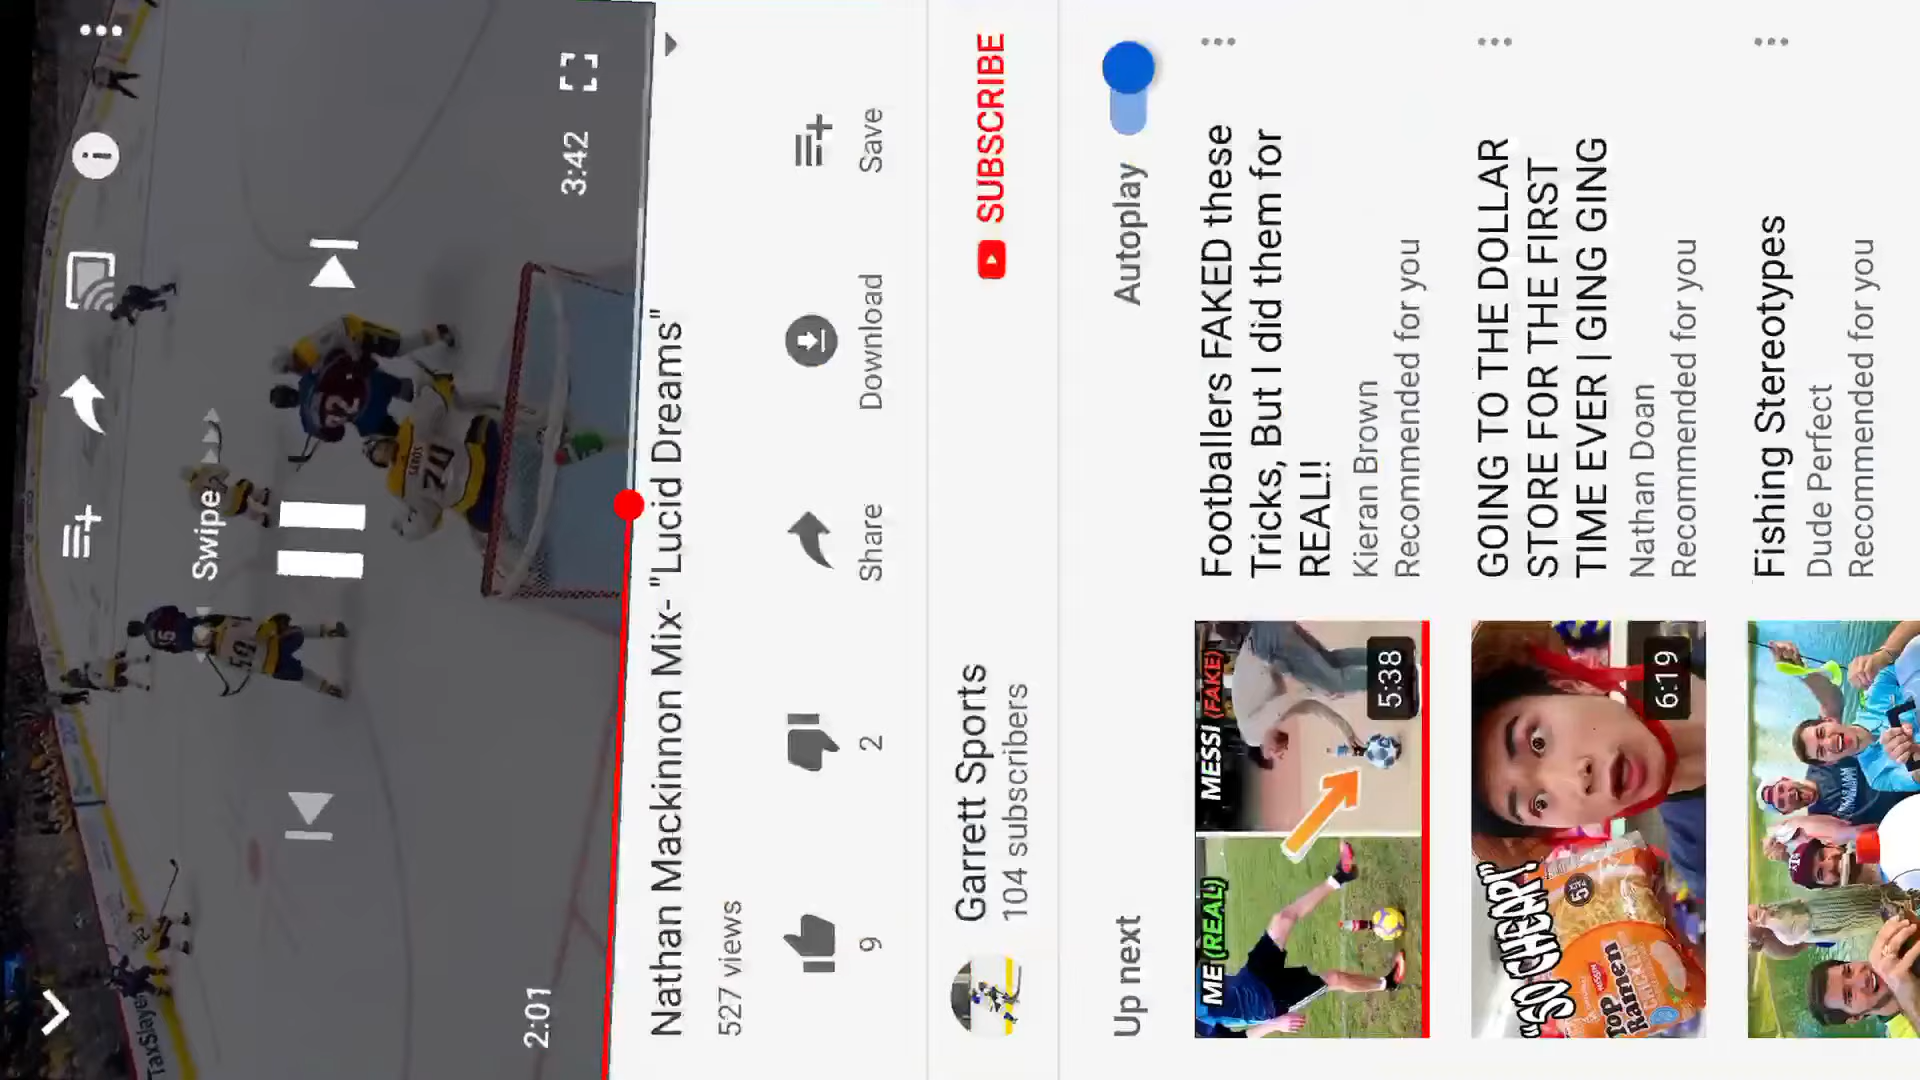 Swipe
2:01
3:42
Nathan Mackinnon Mix- "Lucid Dreams"
527 views
9
2
Share
Download
Save
Garrett Sports
104 subscribers
SUBSCRIBE
Up next
Autoplay
ME (REAL)
MESSI (FAKE)
5:38
Footballers FAKED these
Tricks, But I did them for
REAL!!
Kieran Brown
Recommended for you
"SO CHEAP!"
Top
Ramen
6:19
GOING TO THE DOLLAR
STORE FOR THE FIRST
TIME EVER | GING GING
Nathan Doan
Recommended for you
Fishing Stereotypes
Dude Perfect
Recommended for you